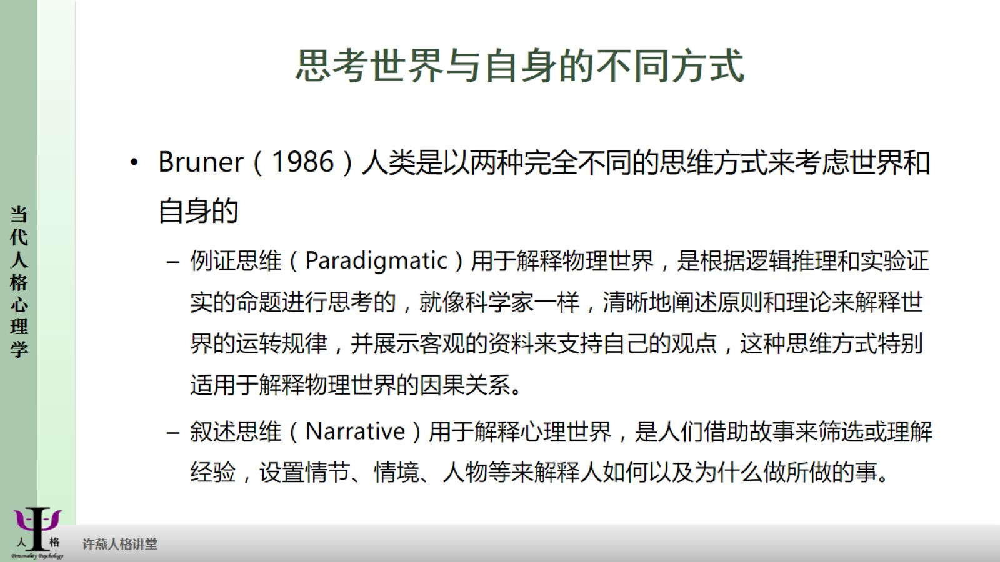 思考世界与自身的不同方式
• Bruner（1986）人类是以两种完全不同的思维方式来考虑世界和
自身的
– 例证思维（Paradigmatic）用于解释物理世界，是根据逻辑推理和实验证
实的命题进行思考的，就像科学家一样，清晰地阐述原则和理论来解释世
界的运转规律，并展示客观的资料来支持自己的观点，这种思维方式特别
适用于解释物理世界的因果关系。
– 叙述思维（Narrative）用于解释心理世界，是人们借助故事来筛选或理解
经验，设置情节、情境、人物等来解释人如何以及为什么做所做的事。
当代人格心理学
人格
Personality Psychology
许燕人格讲堂